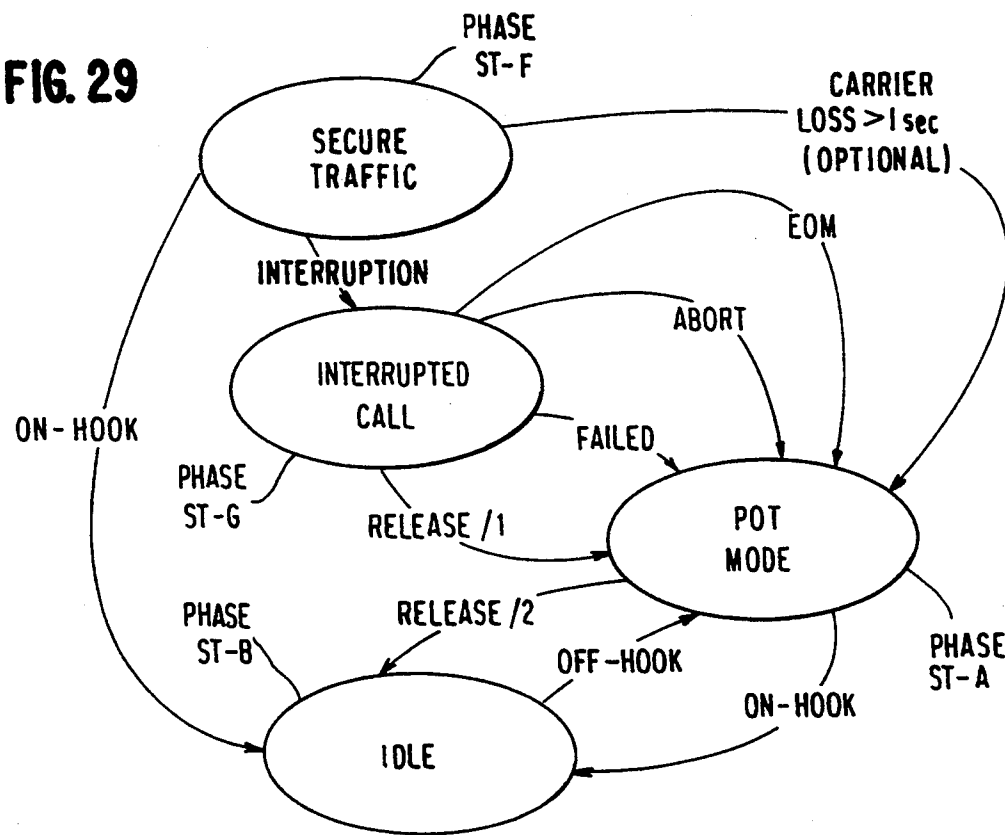 FIG. 29
PHASE
ST-F
CARRIER
LOSS >1 sec
(OPTIONAL)
SECURE
TRAFFIC
EOM
INTERRUPTION
ABORT
INTERRUPTED
CALL
ON-HOOK
FAILED
PHASE
ST-G
RELEASE /1
POT
MODE
PHASE
ST-B
RELEASE /2
OFF-HOOK
PHASE
ST-A
ON-HOOK
IDLE